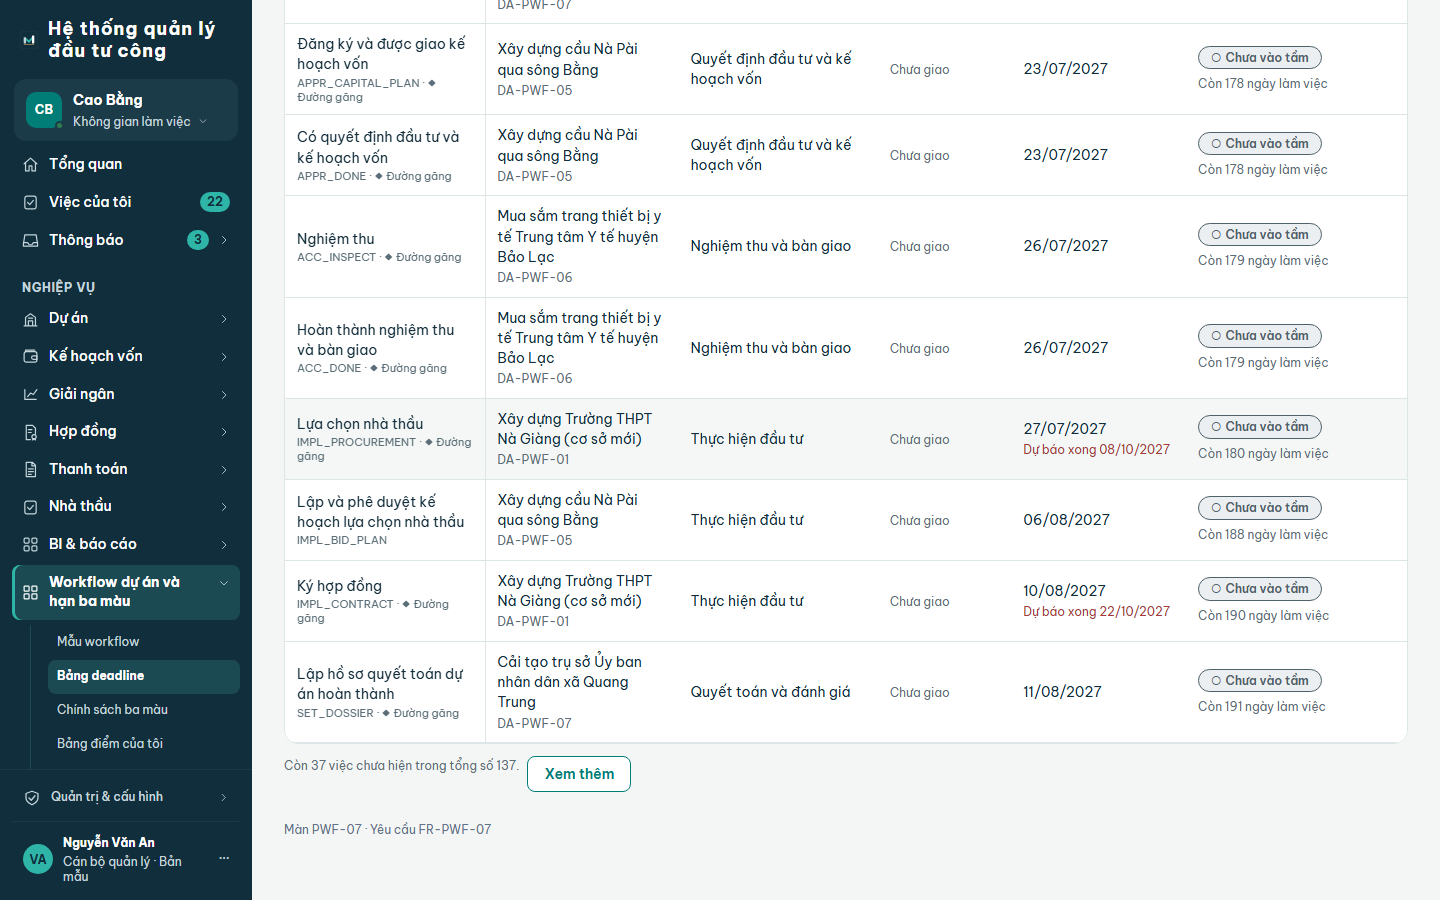 Hệ thống quản lý
đầu tư công
CB
Cao Bằng
Không gian làm việc
Tổng quan
Việc của tôi
22
Thông báo
3
NGHIỆP VỤ
Dự án
Kế hoạch vốn
Giải ngân
Hợp đồng
Thanh toán
Nhà thầu
BI & báo cáo
Workflow dự án và
hạn ba màu
Mẫu workflow
Bảng deadline
Chính sách ba màu
Bảng điểm của tôi
Quản trị & cấu hình
VA
Nguyễn Văn An
Cán bộ quản lý · Bản
mẫu
DA-PWF-07
Đăng ký và được giao kế
hoạch vốn
APPR_CAPITAL_PLAN · ◆
Đường găng
Xây dựng cầu Nà Pài
qua sông Bằng
DA-PWF-05
Quyết định đầu tư và kế
hoạch vốn
Chưa giao
23/07/2027
Chưa vào tầm
Còn 178 ngày làm việc
Có quyết định đầu tư và
kế hoạch vốn
APPR_DONE · ◆ Đường găng
Xây dựng cầu Nà Pài
qua sông Bằng
DA-PWF-05
Quyết định đầu tư và kế
hoạch vốn
Chưa giao
23/07/2027
Chưa vào tầm
Còn 178 ngày làm việc
Nghiệm thu
ACC_INSPECT · ◆ Đường găng
Mua sắm trang thiết bị y
tế Trung tâm Y tế huyện
Bảo Lạc
DA-PWF-06
Nghiệm thu và bàn giao
Chưa giao
26/07/2027
Chưa vào tầm
Còn 179 ngày làm việc
Hoàn thành nghiệm thu
và bàn giao
ACC_DONE · ◆ Đường găng
Mua sắm trang thiết bị y
tế Trung tâm Y tế huyện
Bảo Lạc
DA-PWF-06
Nghiệm thu và bàn giao
Chưa giao
26/07/2027
Chưa vào tầm
Còn 179 ngày làm việc
Lựa chọn nhà thầu
IMPL_PROCUREMENT · ◆ Đường
găng
Xây dựng Trường THPT
Nà Giàng (cơ sở mới)
DA-PWF-01
Thực hiện đầu tư
Chưa giao
27/07/2027
Dự báo xong 08/10/2027
Chưa vào tầm
Còn 180 ngày làm việc
Lập và phê duyệt kế
hoạch lựa chọn nhà thầu
IMPL_BID_PLAN
Xây dựng cầu Nà Pài
qua sông Bằng
DA-PWF-05
Thực hiện đầu tư
Chưa giao
06/08/2027
Chưa vào tầm
Còn 188 ngày làm việc
Ký hợp đồng
IMPL_CONTRACT · ◆ Đường
găng
Xây dựng Trường THPT
Nà Giàng (cơ sở mới)
DA-PWF-01
Thực hiện đầu tư
Chưa giao
10/08/2027
Dự báo xong 22/10/2027
Chưa vào tầm
Còn 190 ngày làm việc
Lập hồ sơ quyết toán dự
án hoàn thành
SET_DOSSIER · ◆ Đường găng
Cải tạo trụ sở Ủy ban
nhân dân xã Quang
Trung
DA-PWF-07
Quyết toán và đánh giá
Chưa giao
11/08/2027
Chưa vào tầm
Còn 191 ngày làm việc
Còn 37 việc chưa hiện trong tổng số 137.
Xem thêm
Màn PWF-07 · Yêu cầu FR-PWF-07